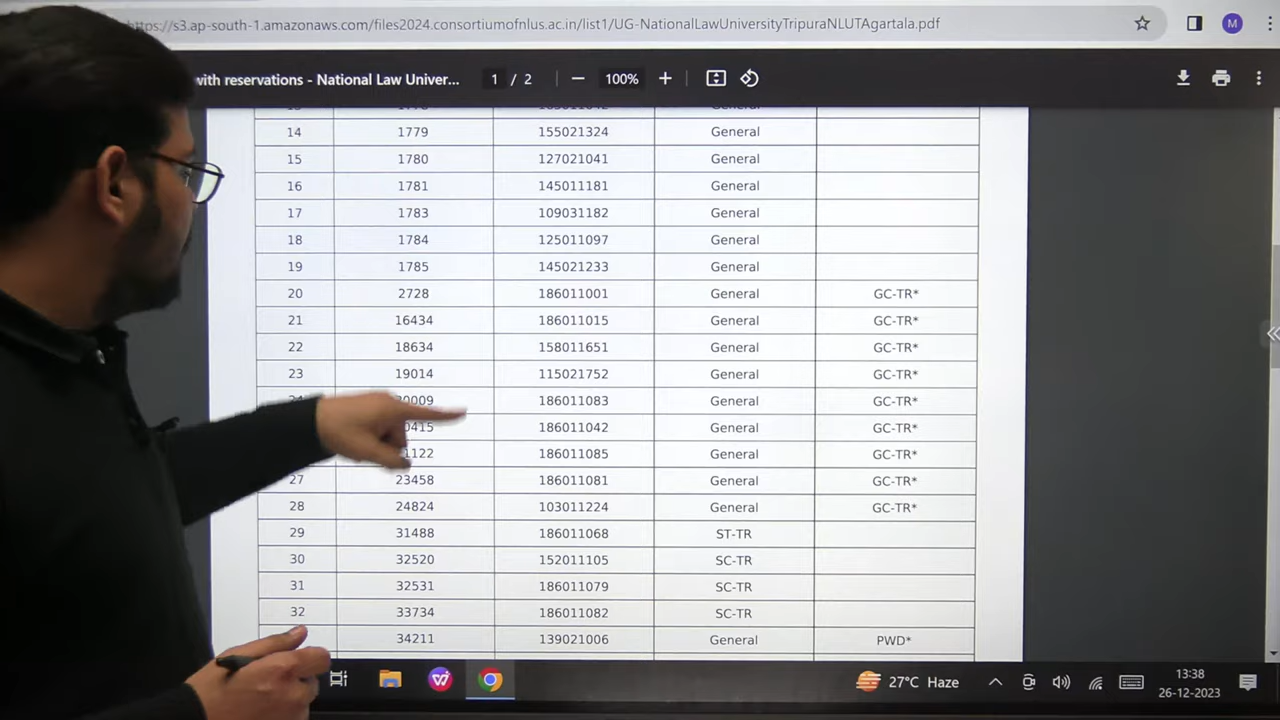 https://s3.ap-south-1.amazonaws.com/files2024.consortiumofnlus.ac.in/list1/UG-NationalLawUniversityTripuraNLUTAgartala.pdf
M
with reservations - National Law Univer... 1 / 2 100%
14 1779 155021324 General
15 1780 127021041 General
16 1781 145011181 General
17 1783 109031182 General
18 1784 125011097 General
19 1785 145021233 General
20 2728 186011001 General GC-TR*
21 16434 186011015 General GC-TR*
22 18634 158011651 General GC-TR*
23 19014 115021752 General GC-TR*
186011083 General GC-TR*
186011042 General GC-TR*
186011085 General GC-TR*
27 23458 186011081 General GC-TR*
28 24824 103011224 General GC-TR*
29 31488 186011068 ST-TR
30 32520 152011105 SC-TR
31 32531 186011079 SC-TR
32 33734 186011082 SC-TR
34211 139021006 General PWD*
27°C Haze
13:38
26-12-2023